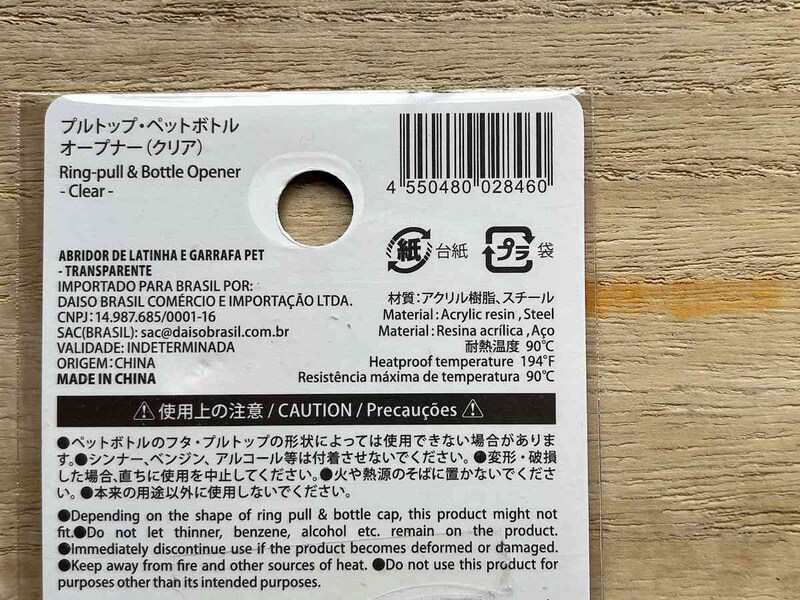 プルトップ・ペットボトル
オープナー(クリア)
Ring-pull & Bottle Opener
- Clear -
4 550480 028460
紙 台紙 プラ 袋
ABRIDOR DE LATINHA E GARRAFA PET
- TRANSPARENTE
IMPORTADO PARA BRASIL POR:
DAISO BRASIL COMÉRCIO E IMPORTAÇÃO LTDA.
CNPJ: 14.987.685/0001-16
SAC(BRASIL): sac@daisobrasil.com.br
VALIDADE: INDETERMINADA
ORIGEM: CHINA
MADE IN CHINA
材質:アクリル樹脂、スチール
Material : Acrylic resin , Steel
Material : Resina acrílica , Aço
耐熱温度 90℃
Heatproof temperature 194℉
Resistência máxima de temperatura 90℃
⚠使用上の注意 / CAUTION / Precauções⚠
●ペットボトルのフタ・プルトップの形状によっては使用できない場合がありま
す。●シンナー、ベンジン、アルコール等は付着させないでください。●変形・破損
した場合、直ちに使用を中止してください。●火や熱源のそばに置かないでくださ
い。●本来の用途以外に使用しないでください。
●Depending on the shape of ring pull & bottle cap, this product might not
fit.●Do not let thinner, benzene, alcohol etc. remain on the product.
●Immediately discontinue use if the product becomes deformed or damaged.
●Keep away from fire and other sources of heat. ●Do not use this product for
purposes other than its intended purposes.